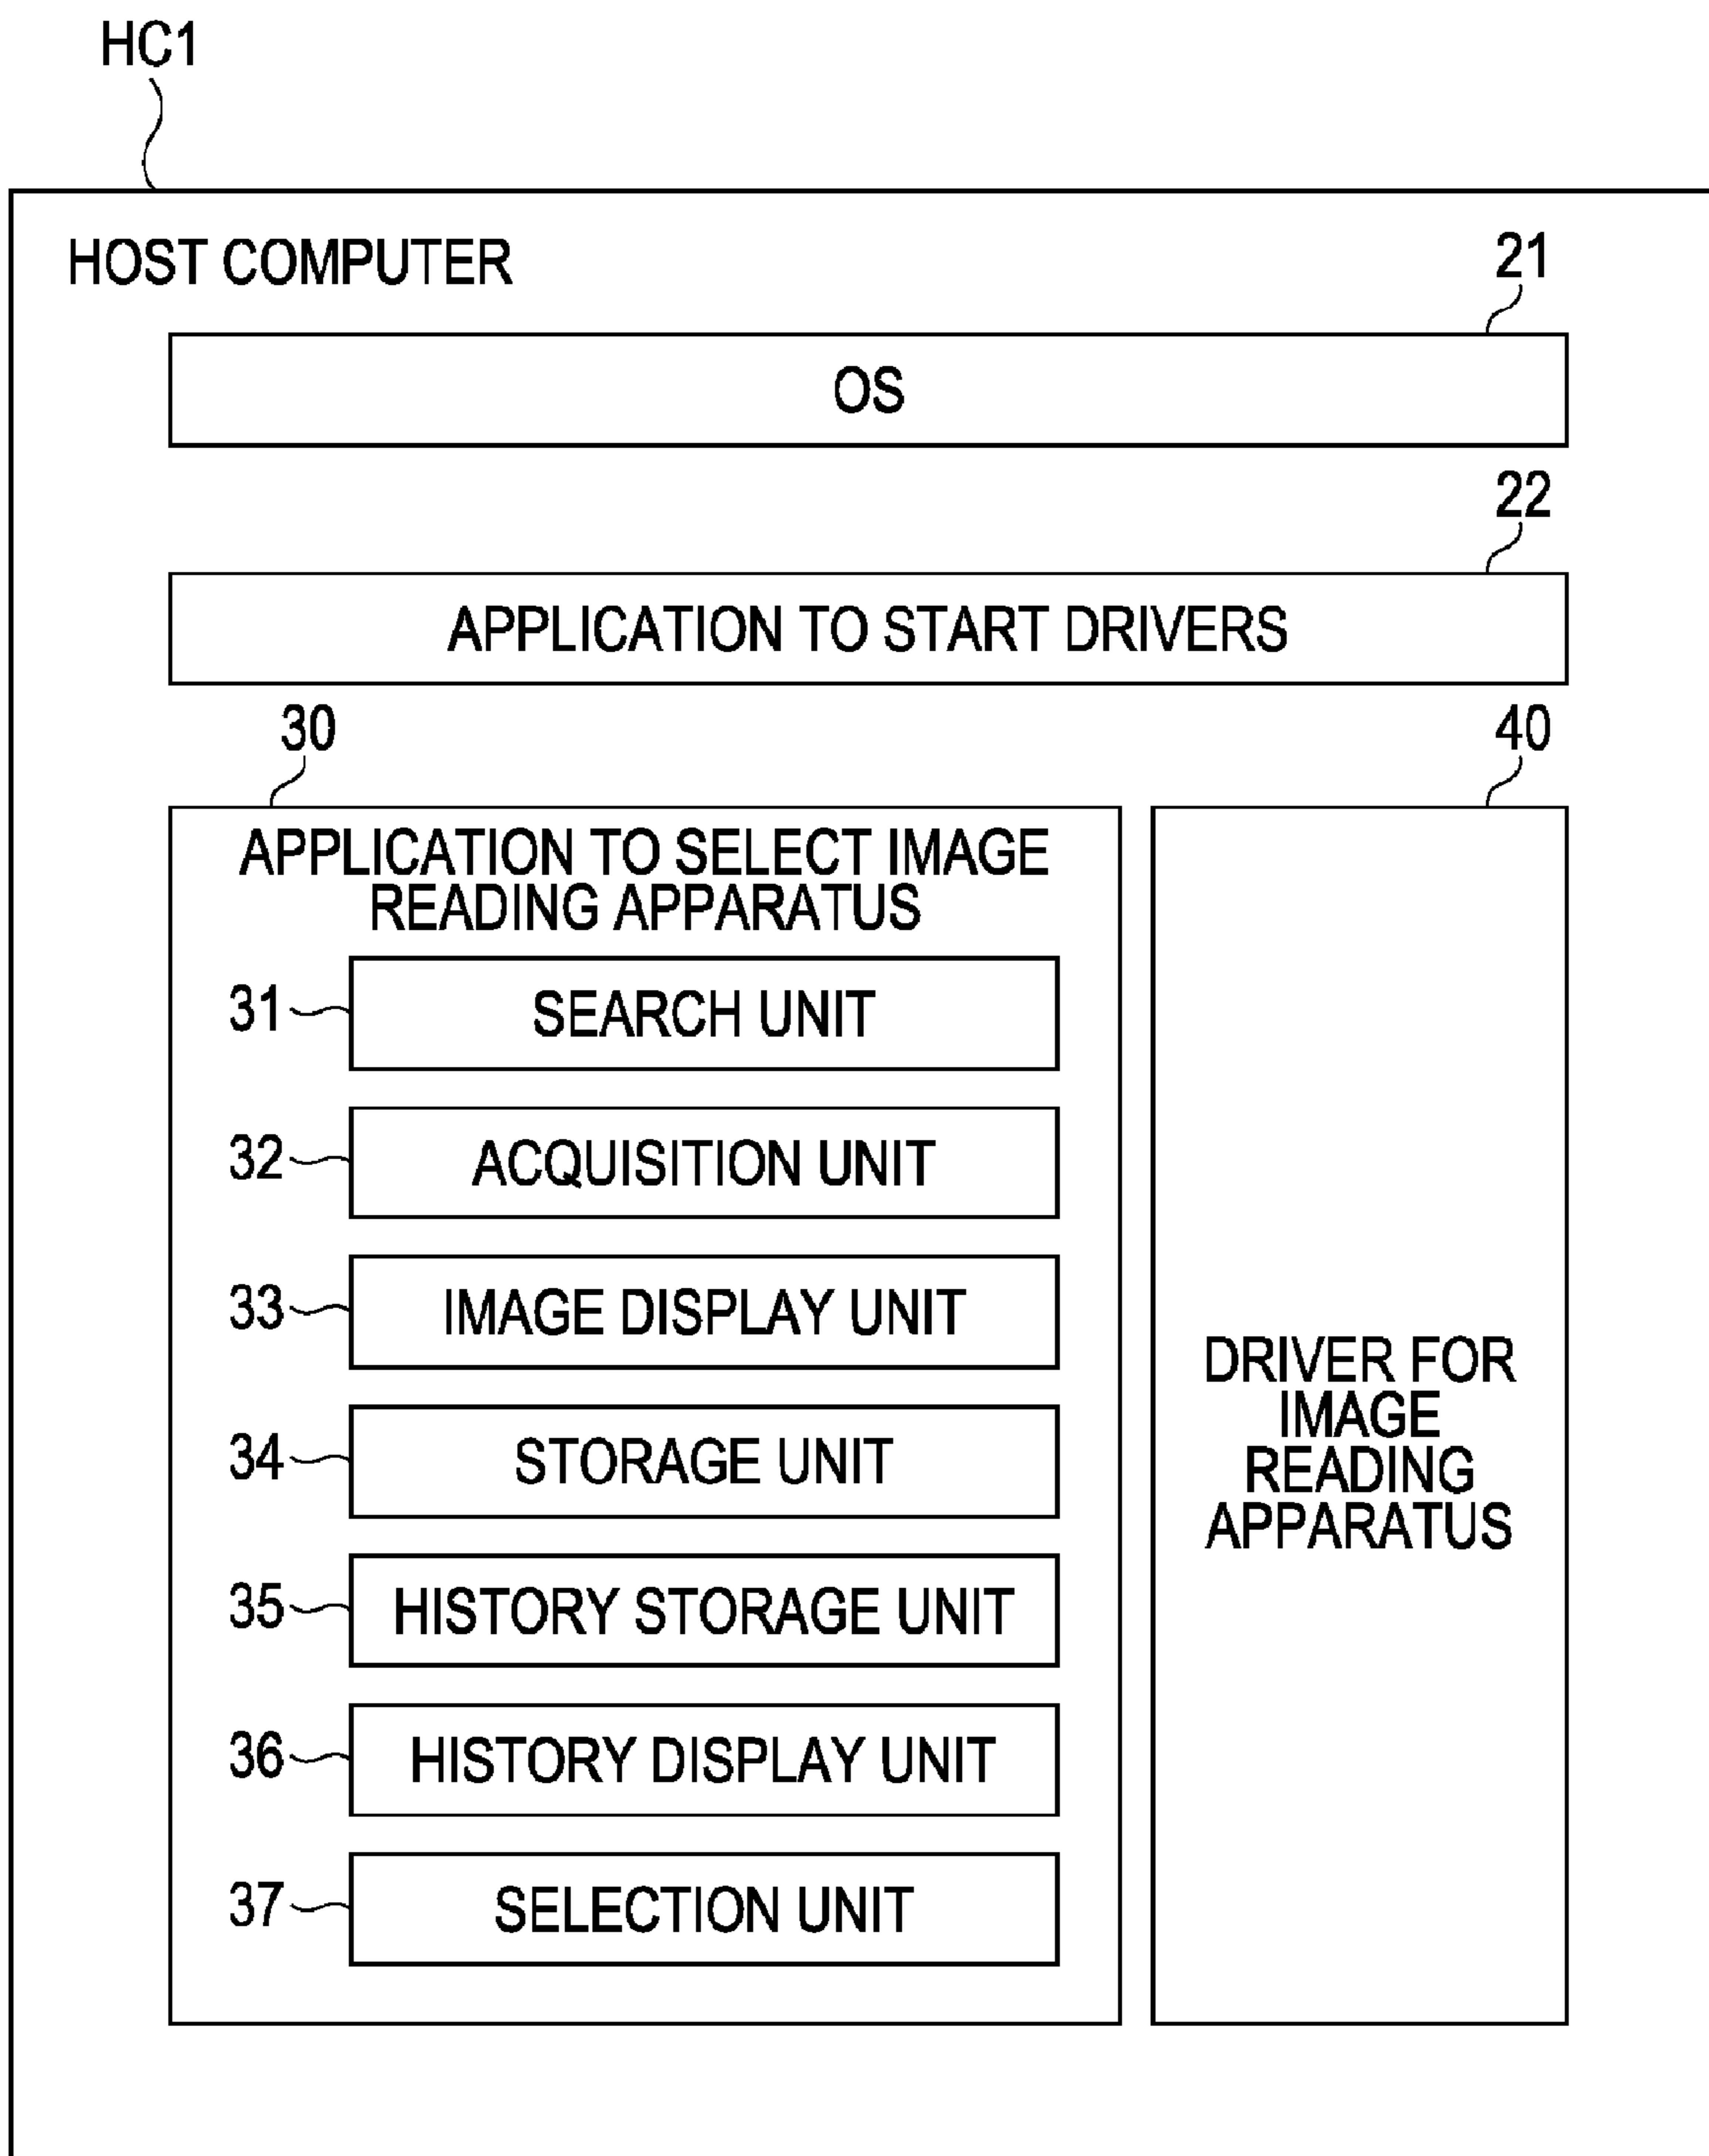 HC1
HOST COMPUTER
21
OS
22
APPLICATION TO START DRIVERS
30
40
APPLICATION TO SELECT IMAGE
READING APPARATUS
31
SEARCH UNIT
32
ACQUISITION UNIT
33
IMAGE DISPLAY UNIT
34
STORAGE UNIT
35
HISTORY STORAGE UNIT
36
HISTORY DISPLAY UNIT
37
SELECTION UNIT
DRIVER FOR
IMAGE
READING
APPARATUS